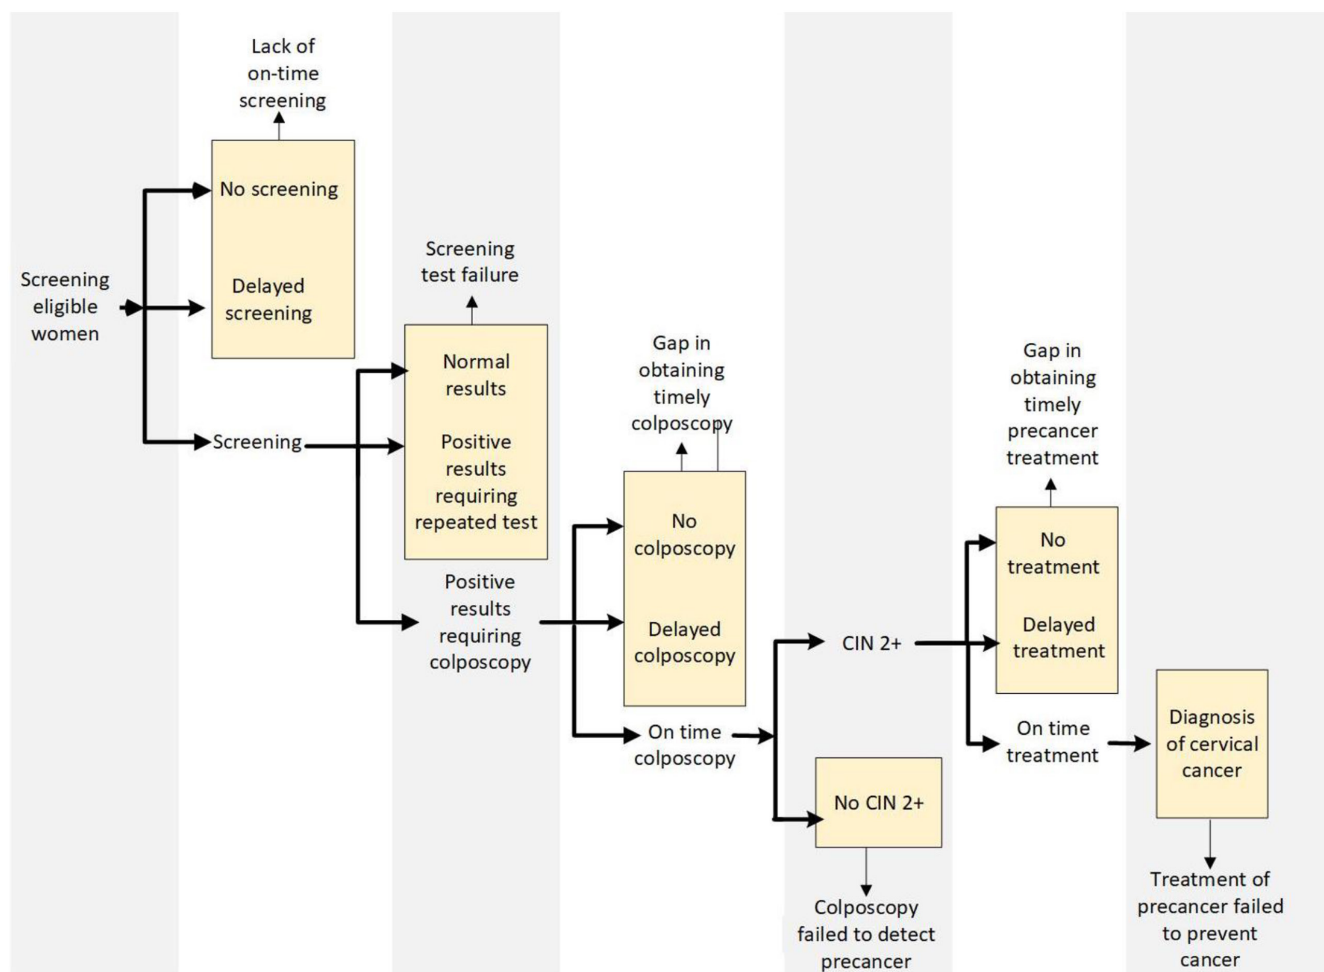 Lack of
on-time
screening
No screening
Delayed
screening
Screening
eligible
women
Screening
Screening
test failure
Normal
results
Positive
results
requiring
repeated test
Positive
results
requiring
colposcopy
Gap in
obtaining
timely
colposcopy
No
colposcopy
Delayed
colposcopy
On time
colposcopy
CIN 2+
No CIN 2+
Colposcopy
failed to detect
precancer
Gap in
obtaining
timely
precancer
treatment
No
treatment
Delayed
treatment
On time
treatment
Diagnosis
of cervical
cancer
Treatment of
precancer failed
to prevent
cancer